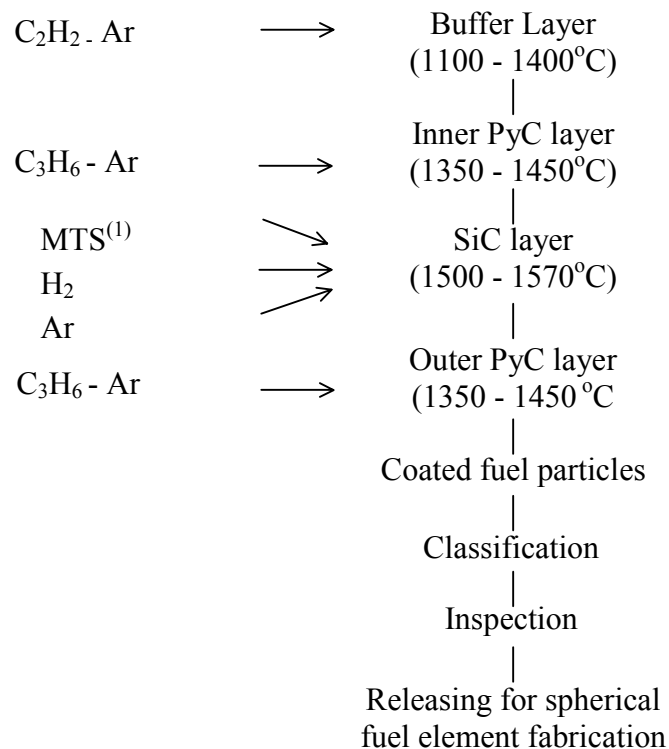 C₂H₂ - Ar
Buffer Layer
(1100 - 1400°C)
C₃H₆ - Ar
Inner PyC layer
(1350 - 1450°C)
MTS⁽¹⁾
H₂
Ar
SiC layer
(1500 - 1570°C)
C₃H₆ - Ar
Outer PyC layer
(1350 - 1450 °C
Coated fuel particles
Classification
Inspection
Releasing for spherical
fuel element fabrication